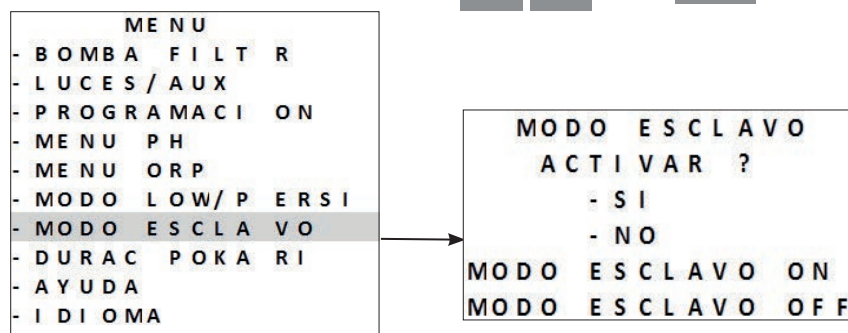 MENU
- BOMBA FILTR
- LUCES/AUX
- PROGRAMACION
- MENU PH
- MENU ORP
- MODO LOW/PERSI
- MODO ESCLAVO
- DURAC POKARI
- AYUDA
- IDIOMA
MODO ESCLAVO
ACTIVAR ?
- SI
- NO
MODO ESCLAVO ON
MODO ESCLAVO OFF